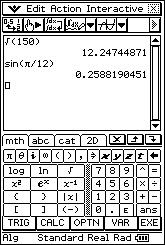 Edit Action Interactive
√(150)
12.24744871
sin(π/12)
0.2588190451
mth abc cat 2D
π θ i ∞ ( ) , ⇒ x y z t ←
log ln √ 7 8 9 ^ =
x² eˣ x⁻¹ 4 5 6 × ÷
( ) |x| 1 2 3 + −
[ ] (−) 0 . E ans
TRIG CALC OPTN VAR EXE
Alg Standard Real Rad